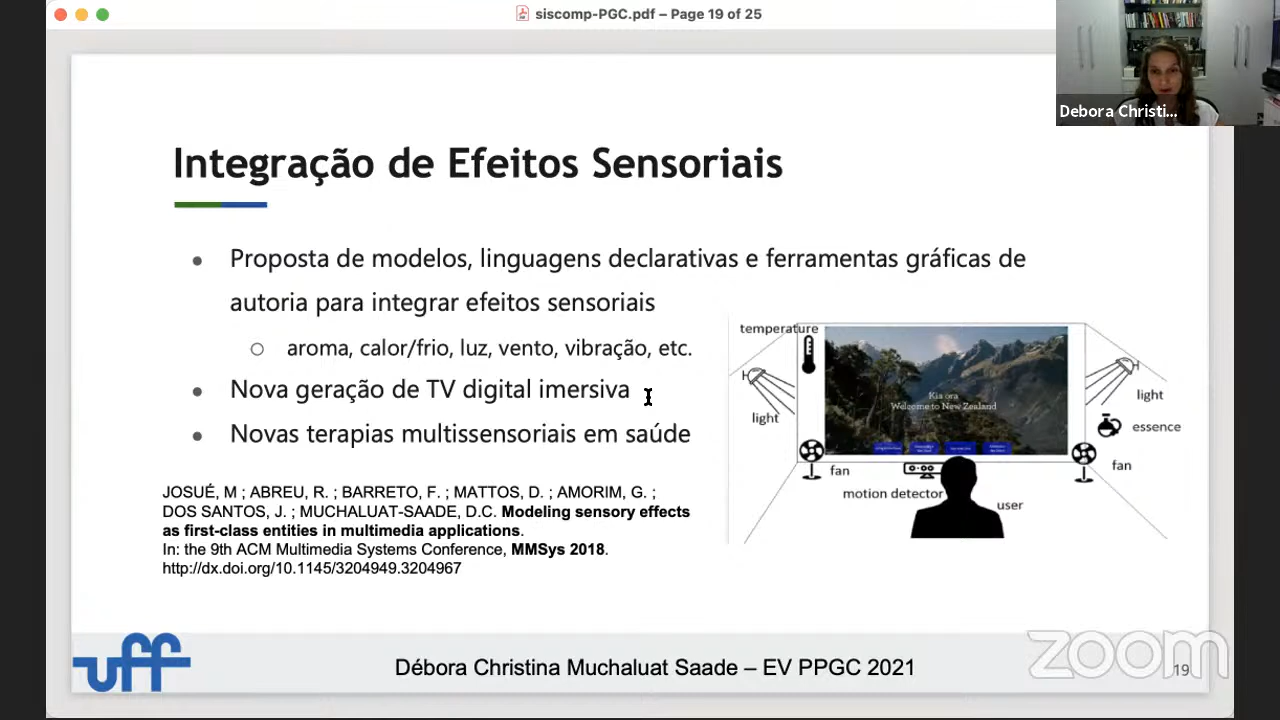 siscomp-PGC.pdf – Page 19 of 25
Debora Christi...
Integração de Efeitos Sensoriais
● Proposta de modelos, linguagens declarativas e ferramentas gráficas de
autoria para integrar efeitos sensoriais
○ aroma, calor/frio, luz, vento, vibração, etc.
● Nova geração de TV digital imersiva
● Novas terapias multissensoriais em saúde
temperature
light
Kia ora
Welcome to New Zealand
light
essence
fan
fan
motion detector
user
JOSUÉ, M ; ABREU, R. ; BARRETO, F. ; MATTOS, D. ; AMORIM, G. ;
DOS SANTOS, J. ; MUCHALUAT-SAADE, D.C. Modeling sensory effects
as first-class entities in multimedia applications.
In: the 9th ACM Multimedia Systems Conference, MMSys 2018.
http://dx.doi.org/10.1145/3204949.3204967
uff
Débora Christina Muchaluat Saade – EV PPGC 2021
zoom
19